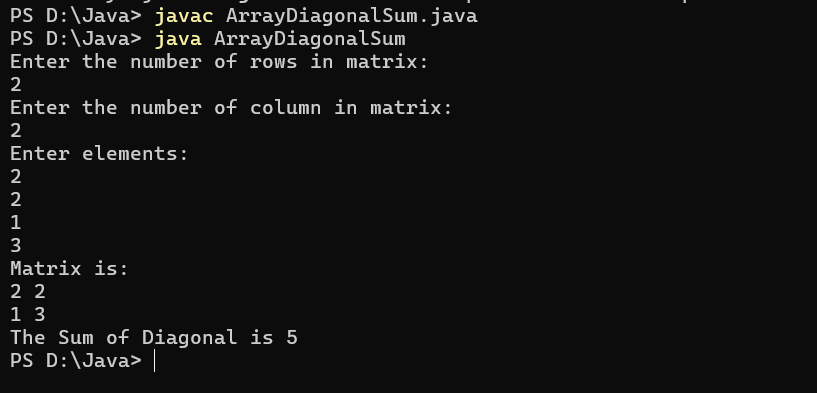 PS D:\Java> javac ArrayDiagonalSum.java
PS D:\Java> java ArrayDiagonalSum
Enter the number of rows in matrix:
2
Enter the number of column in matrix:
2
Enter elements:
2
2
1
3
Matrix is:
2 2
1 3
The Sum of Diagonal is 5
PS D:\Java>